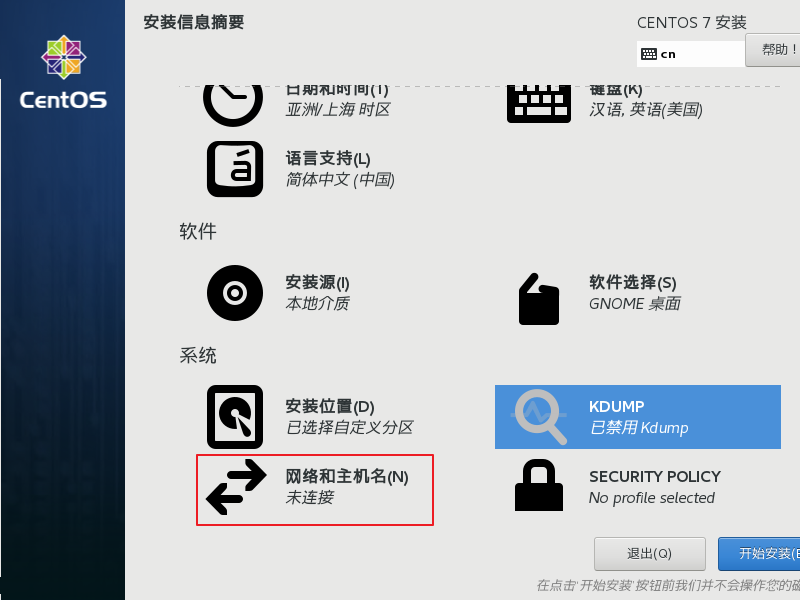 安装信息摘要
CENTOS 7 安装
cn
帮助！
CentOS
日期和时间(T)
亚洲/上海 时区
键盘(K)
汉语, 英语(美国)
语言支持(L)
简体中文 (中国)
软件
安装源(I)
本地介质
软件选择(S)
GNOME 桌面
系统
安装位置(D)
已选择自定义分区
KDUMP
已禁用 Kdump
网络和主机名(N)
未连接
SECURITY POLICY
No profile selected
退出(Q)
开始安装(
在点击'开始安装'按钮前我们并不会操作您的